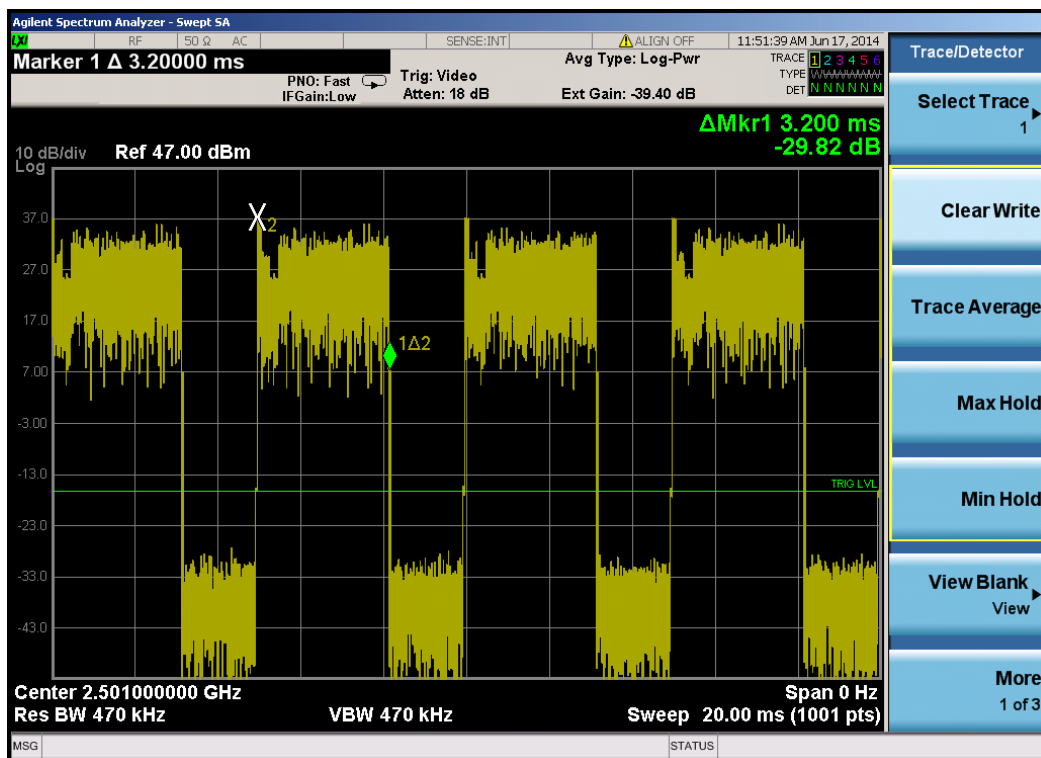 Agilent Spectrum Analyzer - Swept SA
LXI RF 50 Ω AC SENSE:INT ALIGN OFF 11:51:39 AM Jun 17, 2014
Marker 1 Δ 3.20000 ms
PNO: Fast
IFGain:Low
Trig: Video
Atten: 18 dB
Avg Type: Log-Pwr
Ext Gain: -39.40 dB
TRACE 1 2 3 4 5 6
TYPE
DET N N N N N N
ΔMkr1 3.200 ms
-29.82 dB
10 dB/div Ref 47.00 dBm
Log
37.0
27.0
17.0
7.00
-3.00
-13.0
-23.0
-33.0
-43.0
X2
1Δ2
TRIG LVL
Center 2.501000000 GHz Span 0 Hz
Res BW 470 kHz VBW 470 kHz Sweep 20.00 ms (1001 pts)
MSG STATUS
Trace/Detector
Select Trace
1
Clear Write
Trace Average
Max Hold
Min Hold
View Blank
View
More
1 of 3